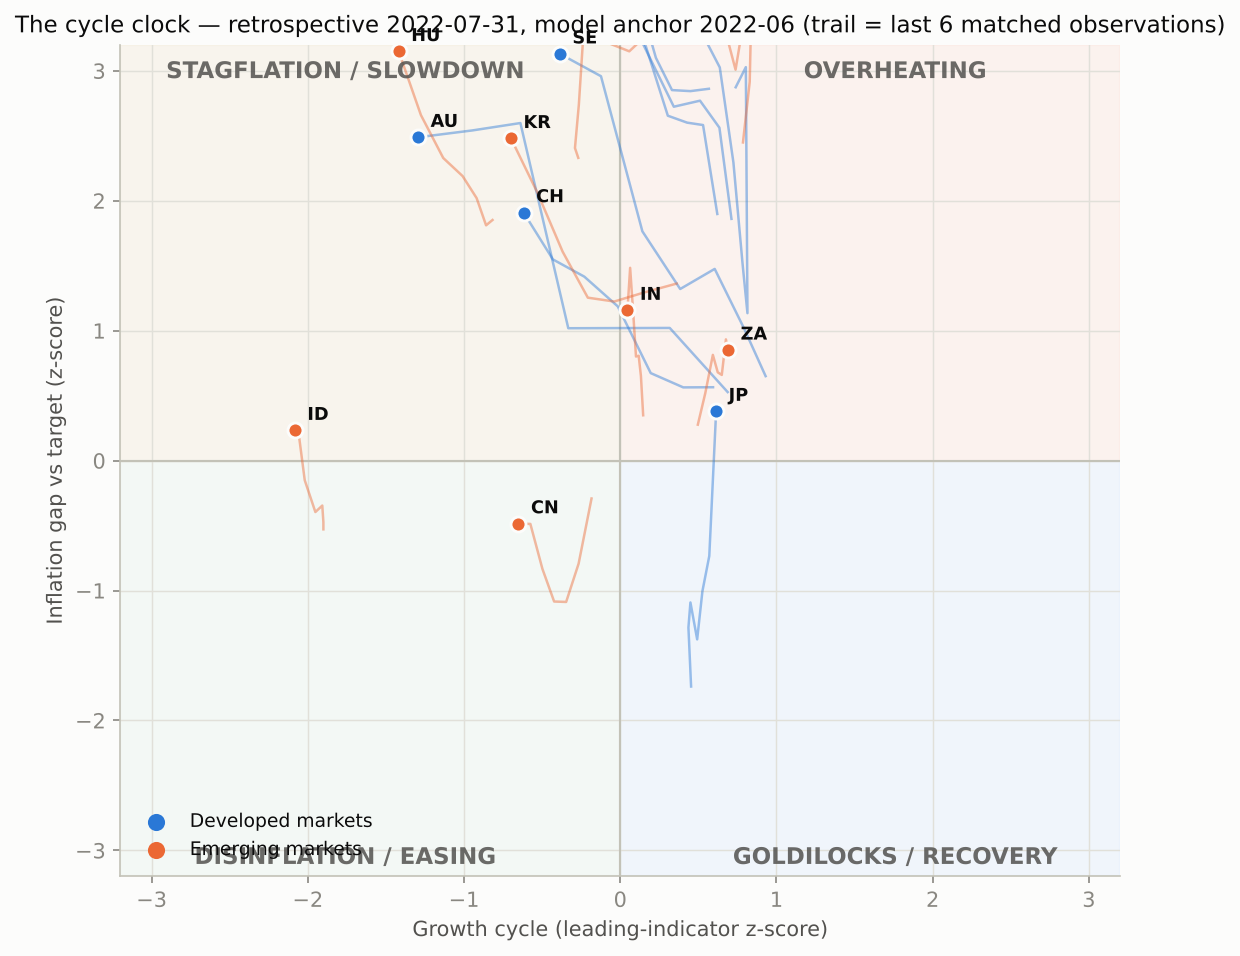 The cycle clock — retrospective 2022-07-31, model anchor 2022-06 (trail = last 6 matched observations)
HU
SE
STAGFLATION / SLOWDOWN
OVERHEATING
AU
KR
CH
IN
ZA
JP
ID
CN
3
2
1
0
−1
−2
−3
Inflation gap vs target (z-score)
Developed markets
Emerging markets
DISINFLATION / EASING
GOLDILOCKS / RECOVERY
−3
−2
−1
0
1
2
3
Growth cycle (leading-indicator z-score)